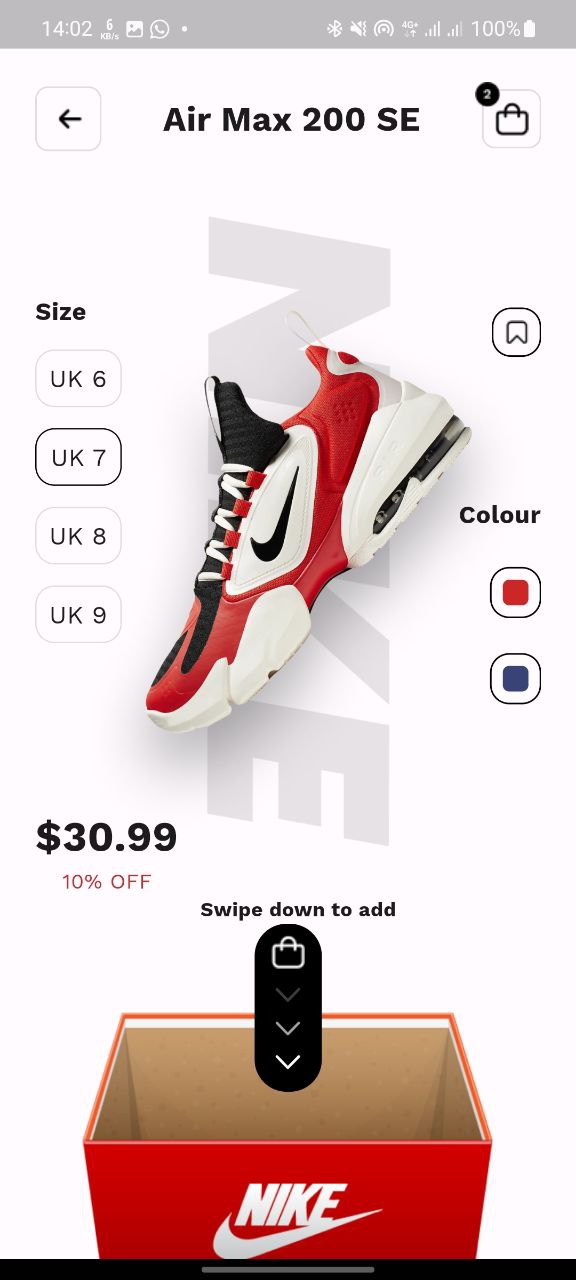 14:02 6 KB/s 4G+ 100%
Air Max 200 SE
2
Size
UK 6
UK 7
UK 8
UK 9
Colour
NIKE
$30.99
10% OFF
Swipe down to add
NIKE